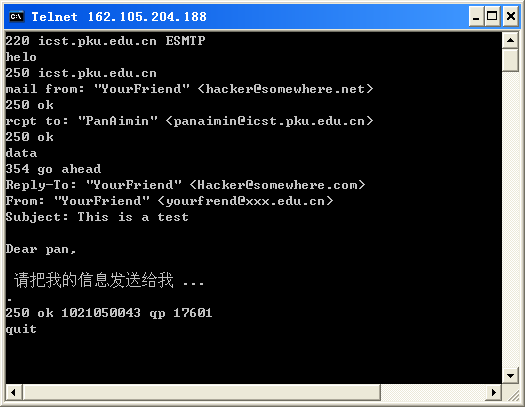 Telnet 162.105.204.188
220 icst.pku.edu.cn ESMTP
helo
250 icst.pku.edu.cn
mail from: "YourFriend" <hacker@somewhere.net>
250 ok
rcpt to: "PanAimin" <panaimin@icst.pku.edu.cn>
250 ok
data
354 go ahead
Reply-To: "YourFriend" <Hacker@somewhere.com>
From: "YourFriend" <yourfrend@xxx.edu.cn>
Subject: This is a test
Dear pan,
请把我的信息发送给我 ...
.
250 ok 1021050043 qp 17601
quit